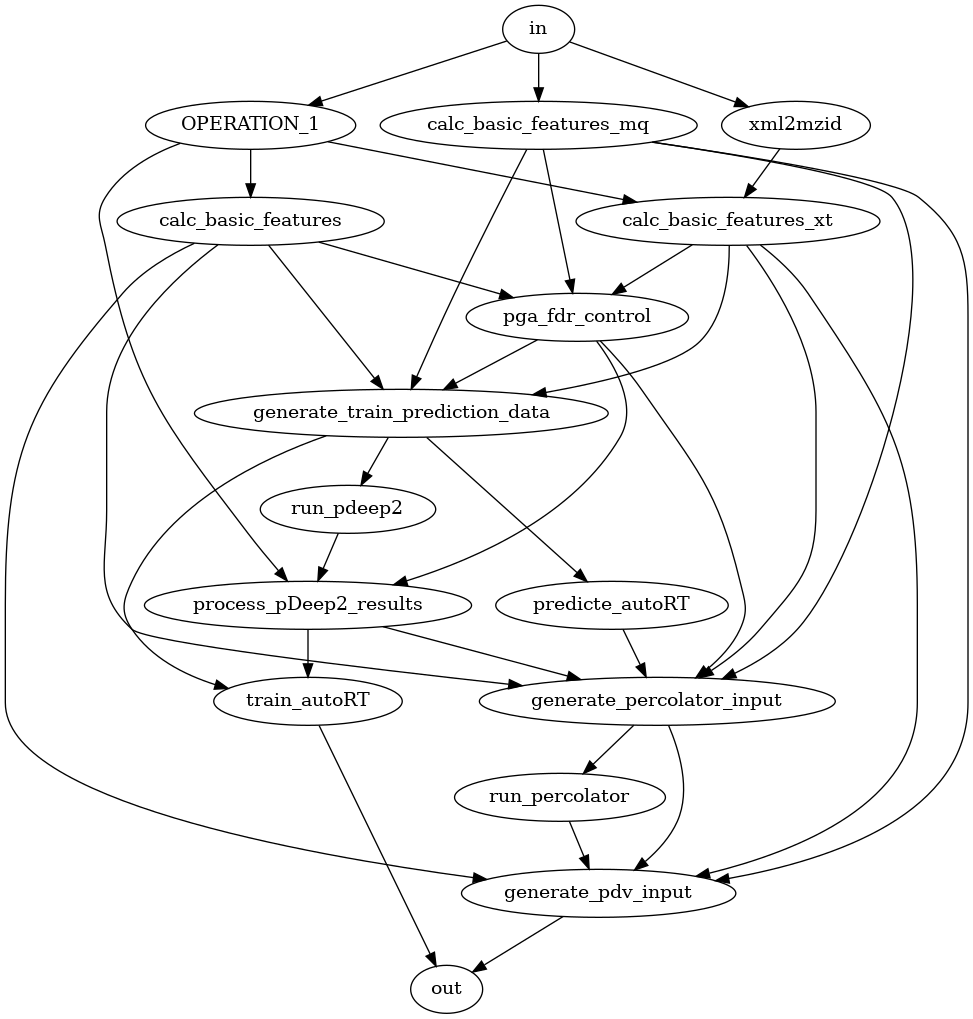 in
OPERATION_1
calc_basic_features_mq
xml2mzid
calc_basic_features
calc_basic_features_xt
pga_fdr_control
generate_train_prediction_data
run_pdeep2
process_pDeep2_results
predicte_autoRT
train_autoRT
generate_percolator_input
run_percolator
generate_pdv_input
out